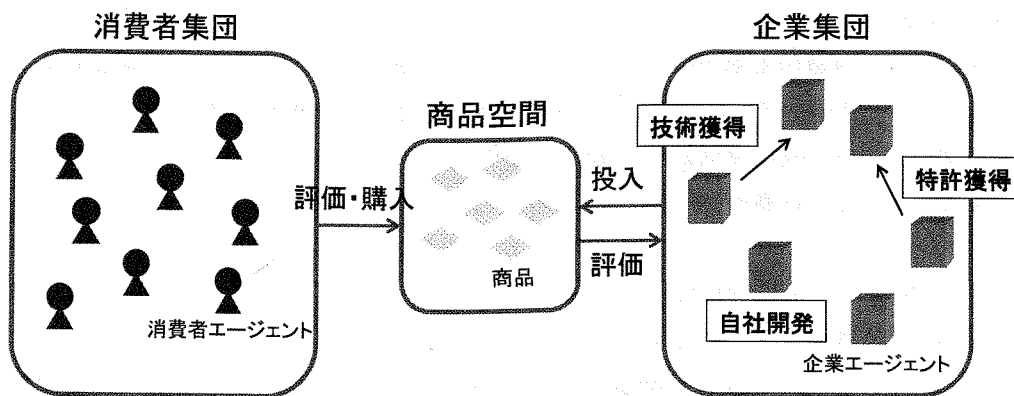 消費者集団
企業集団
商品空間
技術獲得
特許獲得
投入
評価・購入
評価
商品
自社開発
消費者エージェント
企業エージェント